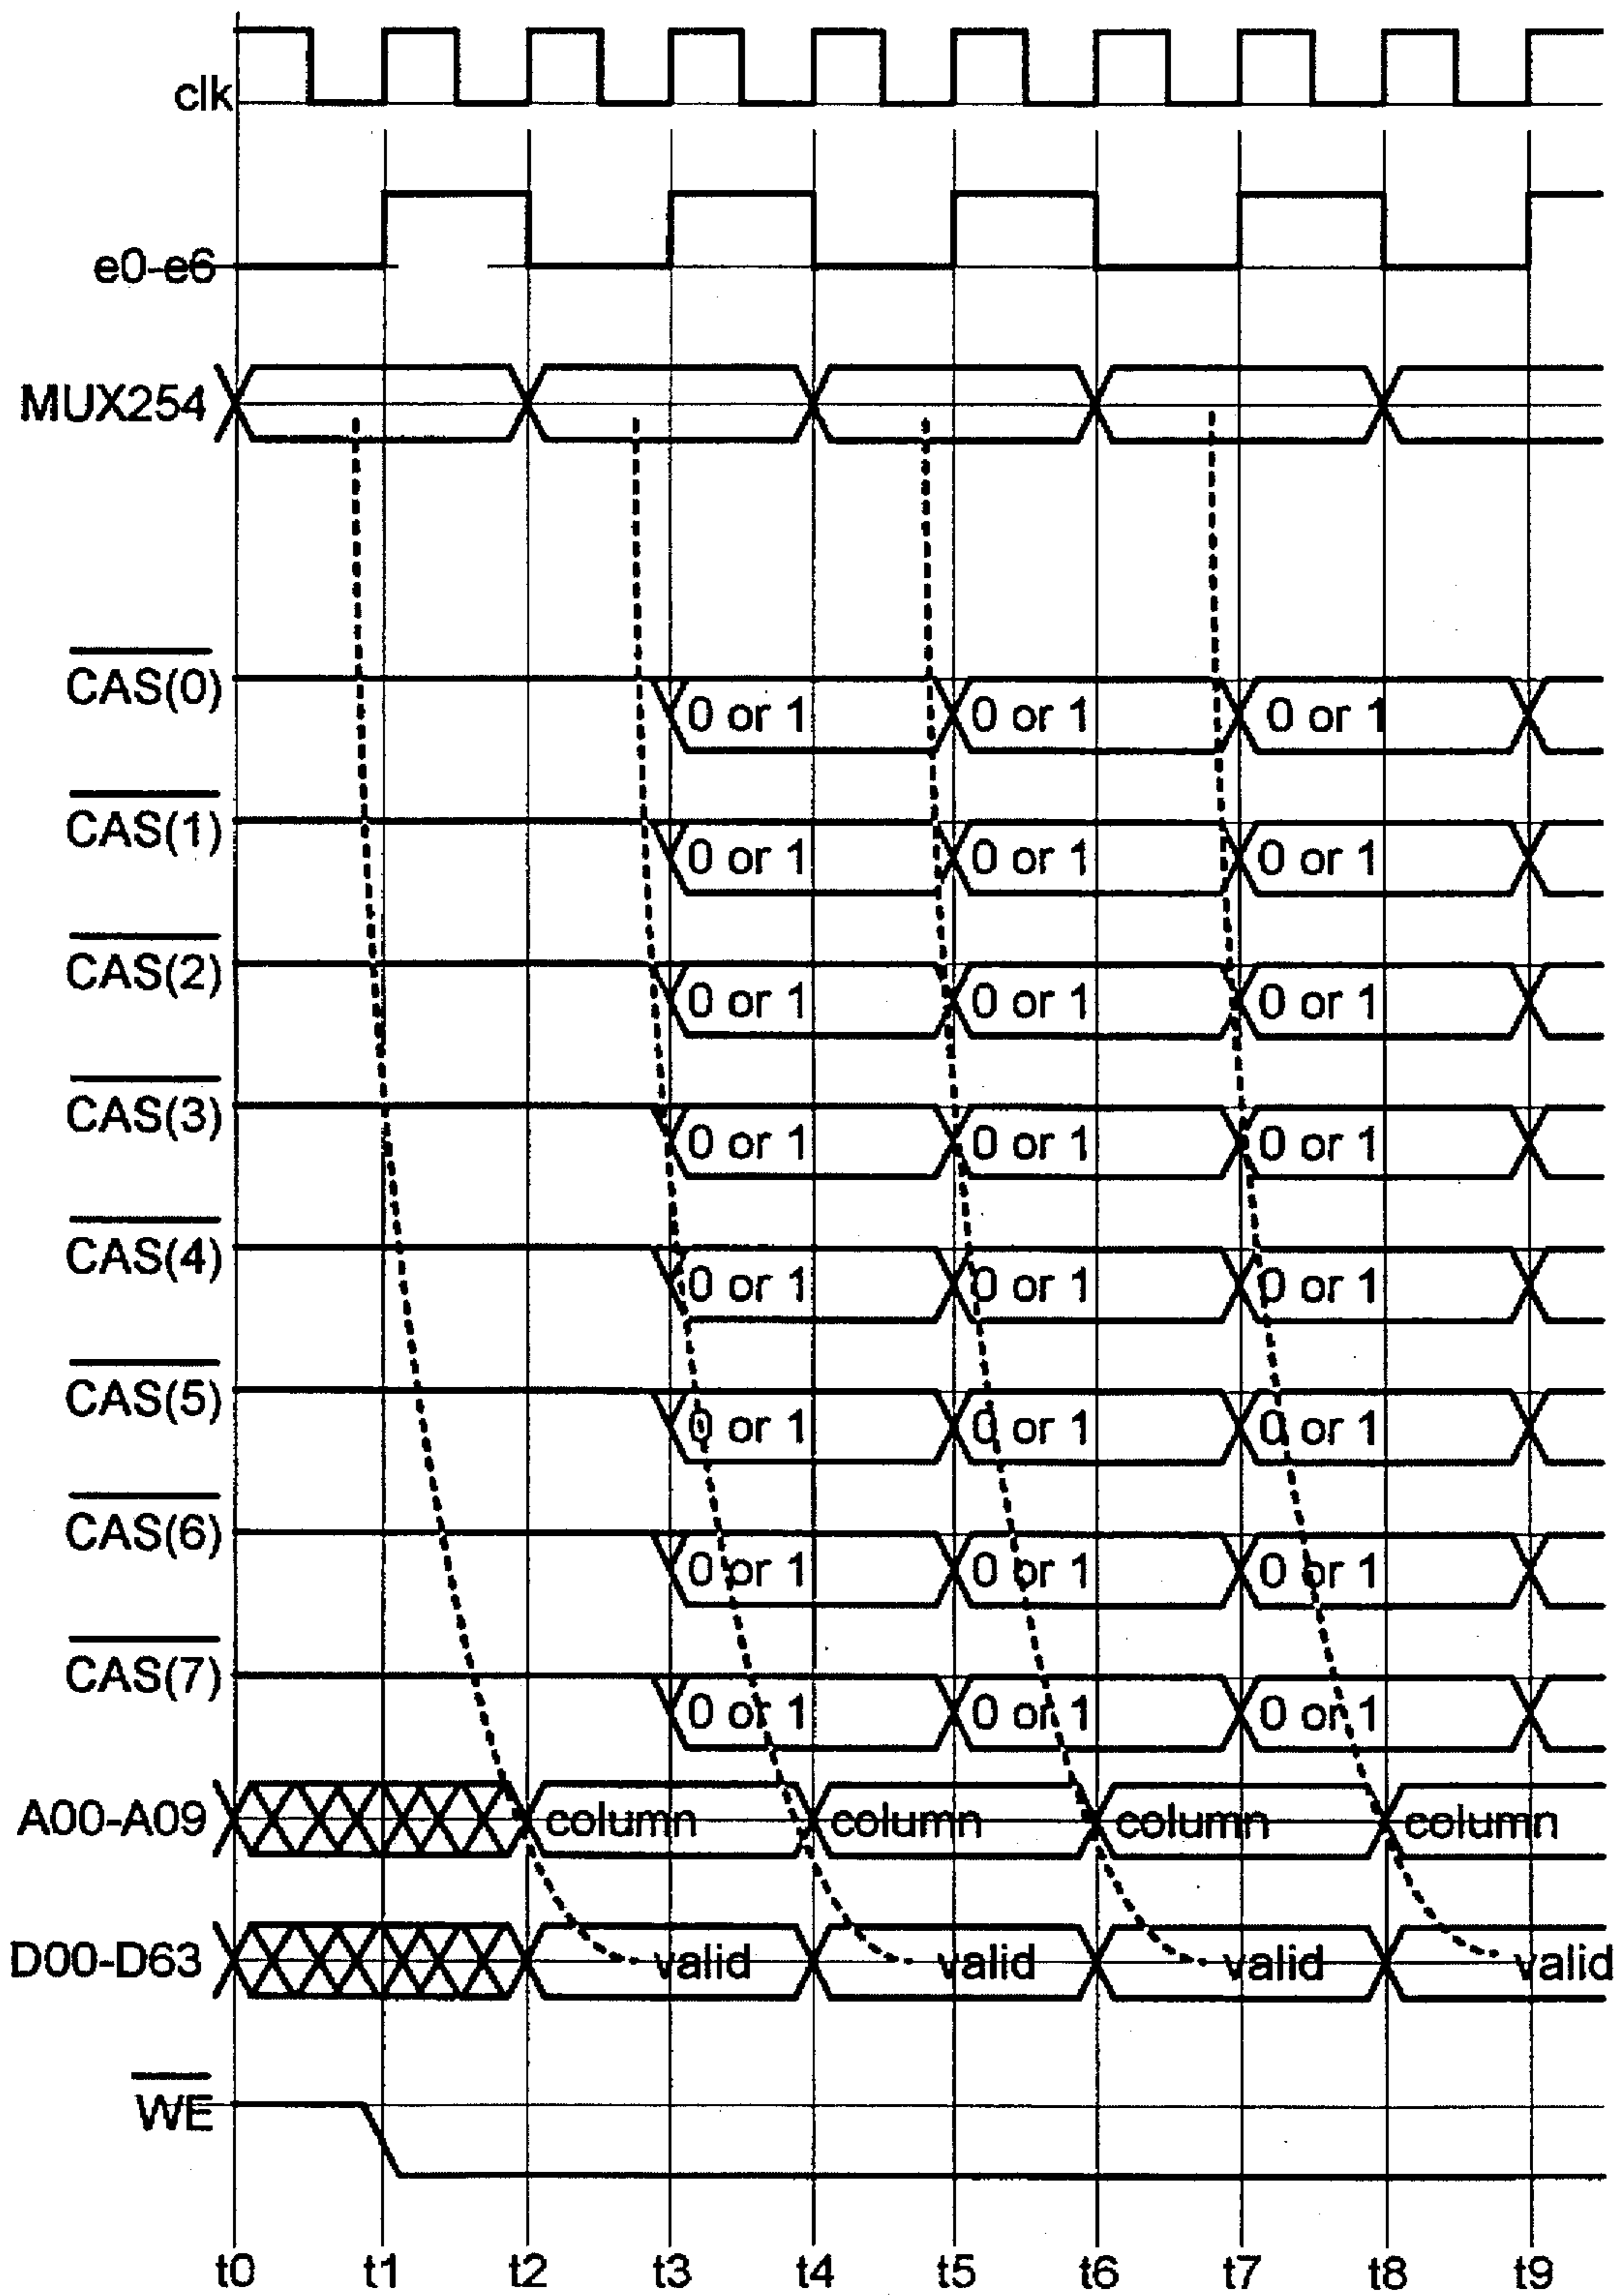 clk
e0-e6
MUX254
CAS(0) 0 or 1 0 or 1 0 or 1
CAS(1) 0 or 1 0 or 1 0 or 1
CAS(2) 0 or 1 0 or 1 0 or 1
CAS(3) 0 or 1 0 or 1 0 or 1
CAS(4) 0 or 1 0 or 1 0 or 1
CAS(5) 0 or 1 0 or 1 0 or 1
CAS(6) 0 or 1 0 or 1 0 or 1
CAS(7) 0 or 1 0 or 1 0 or 1
A00-A09 column column column column
D00-D63 valid valid valid valid
WE
t0 t1 t2 t3 t4 t5 t6 t7 t8 t9